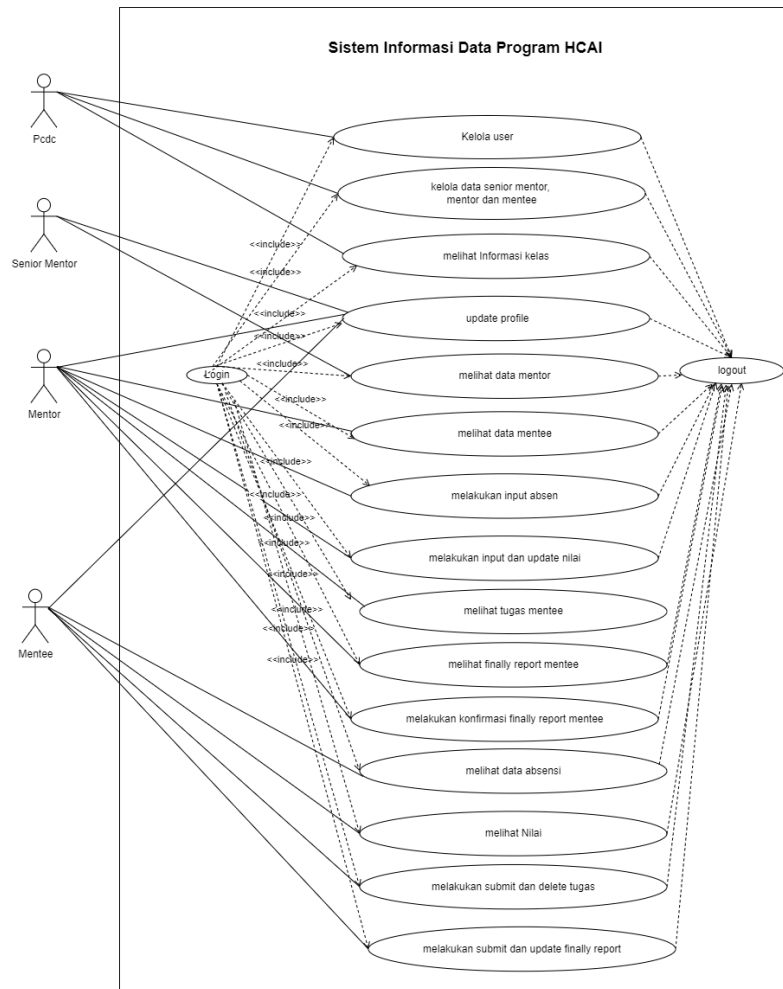 Sistem Informasi Data Program HCAI
Pcdc
Kelola user
kelola data senior mentor,
mentor dan mentee
Senior Mentor
<<include>>
melihat Informasi kelas
<<include>>
<<include>>
update profile
<<include>>
<<include>>
Login
melihat data mentor
logout
Mentor
<<include>>
melihat data mentee
<<include>>
<<include>>
melakukan input absen
<<include>>
<<include>>
<<include>>
melakukan input dan update nilai
<<include>>
Mentee
melihat tugas mentee
<<include>>
<<include>>
melihat finally report mentee
<<include>>
melakukan konfirmasi finally report mentee
melihat data absensi
melihat Nilai
melakukan submit dan delete tugas
melakukan submit dan update finally report